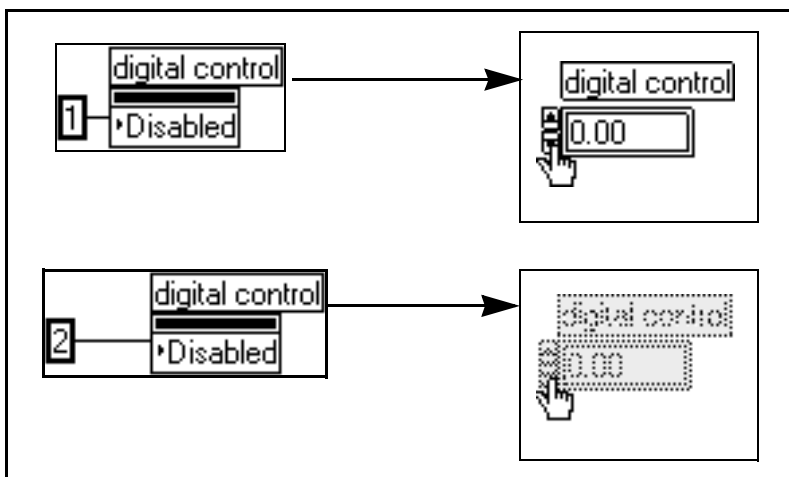 digital control
1
Disabled
digital control
0.00
digital control
2
Disabled
digital control
0.00